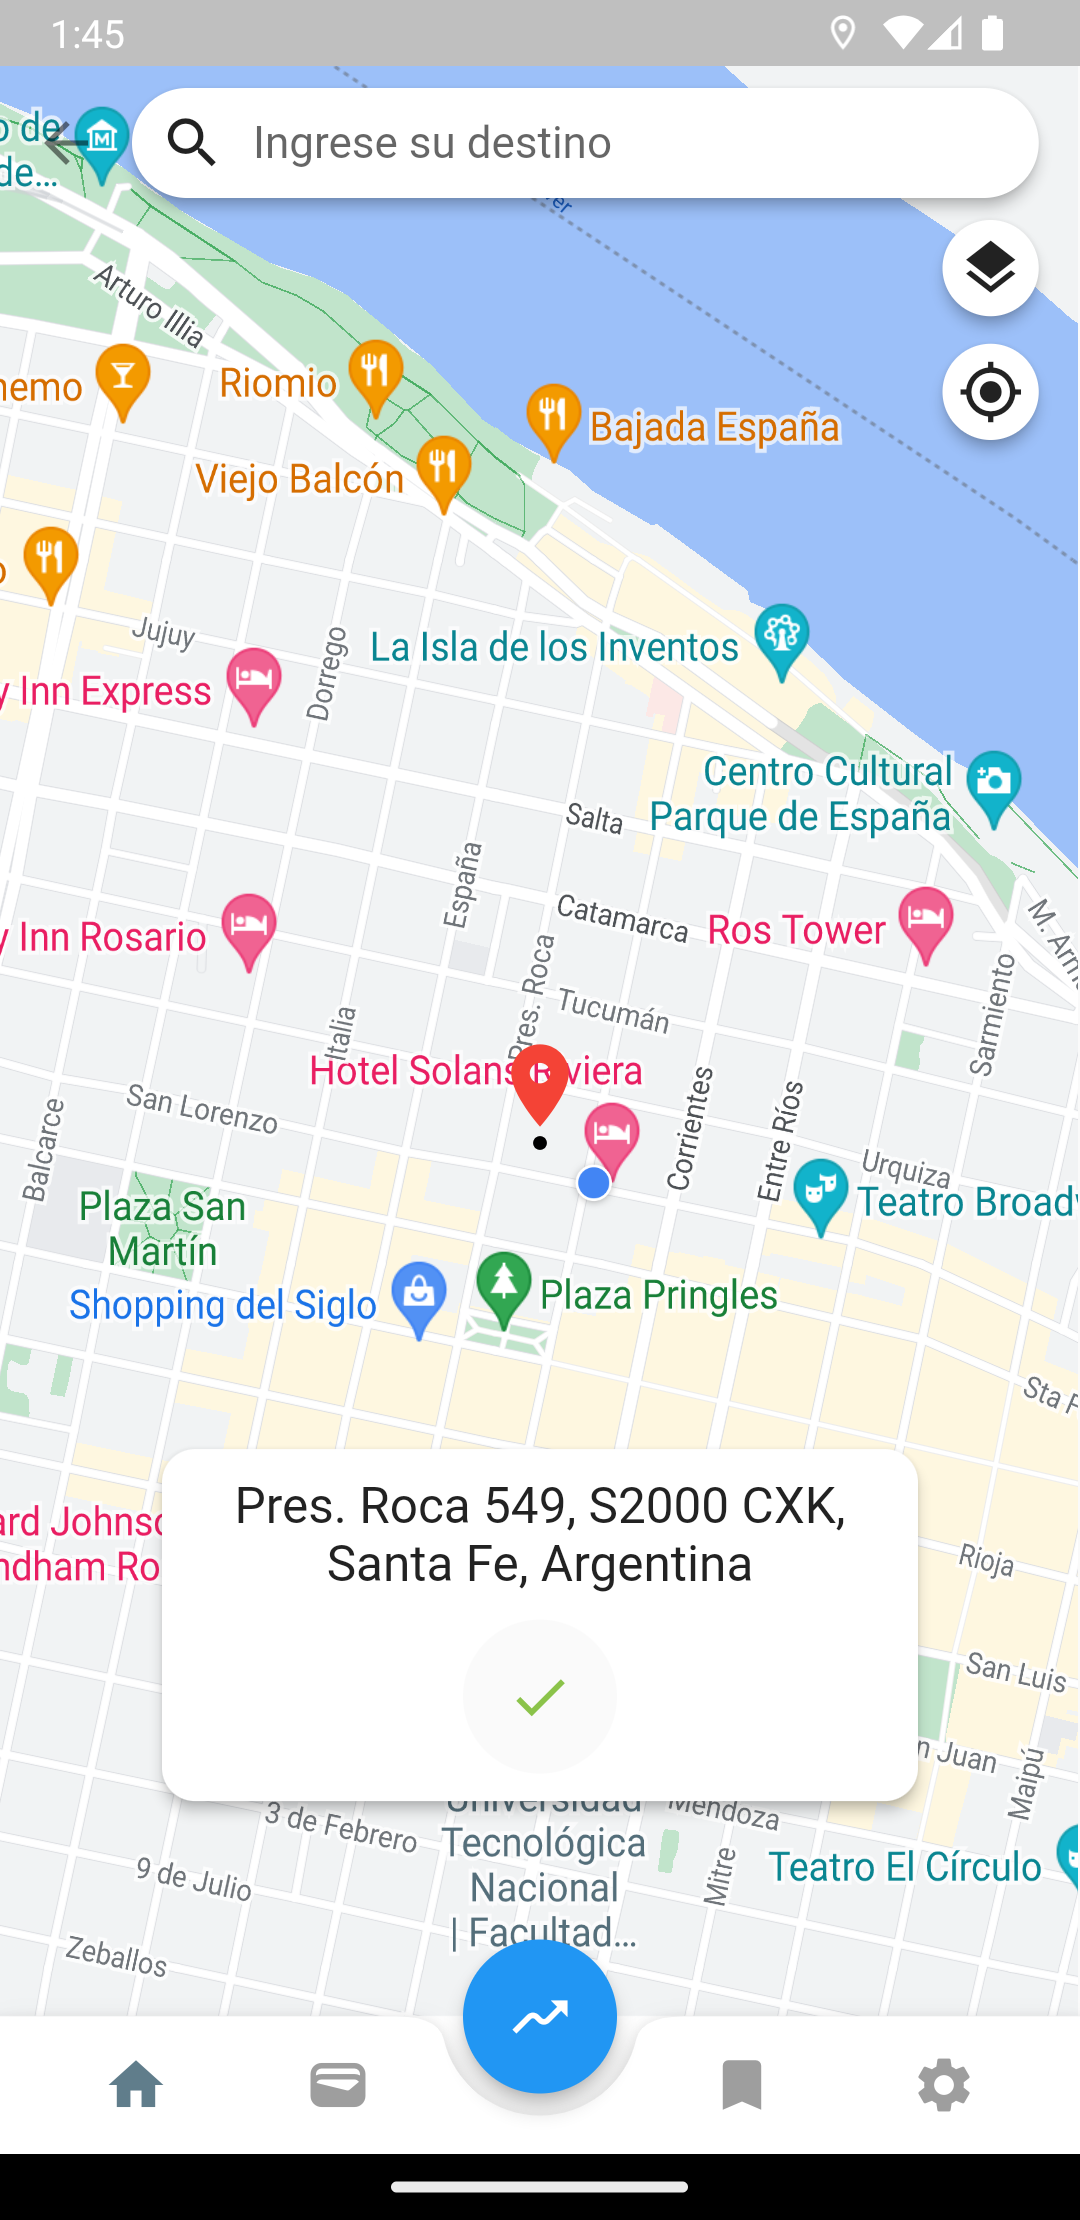 1:45
Ingrese su destino
o de
de...
Arturo Illia
Riomio
Bajada España
Viejo Balcón
Jujuy
Dorrego
La Isla de los Inventos
y Inn Express
Centro Cultural
Parque de España
Salta
España
Catamarca
Ros Tower
M. Arm
y Inn Rosario
Pres. Roca
Tucumán
Sarmiento
Italia
Hotel Solans Riviera
San Lorenzo
Corrientes
Entre Ríos
Balcarce
Urquiza
Plaza San
Martín
Teatro Broadw
Shopping del Siglo
Plaza Pringles
Sta F
Pres. Roca 549, S2000 CXK,
Santa Fe, Argentina
ard Johnso
ndham Ro
Rioja
San Luis
n Juan
Maipú
3 de Febrero
Universidad
Tecnológica
Nacional
| Facultad...
Mendoza
Mitre
Teatro El Círculo
9 de Julio
Zeballos